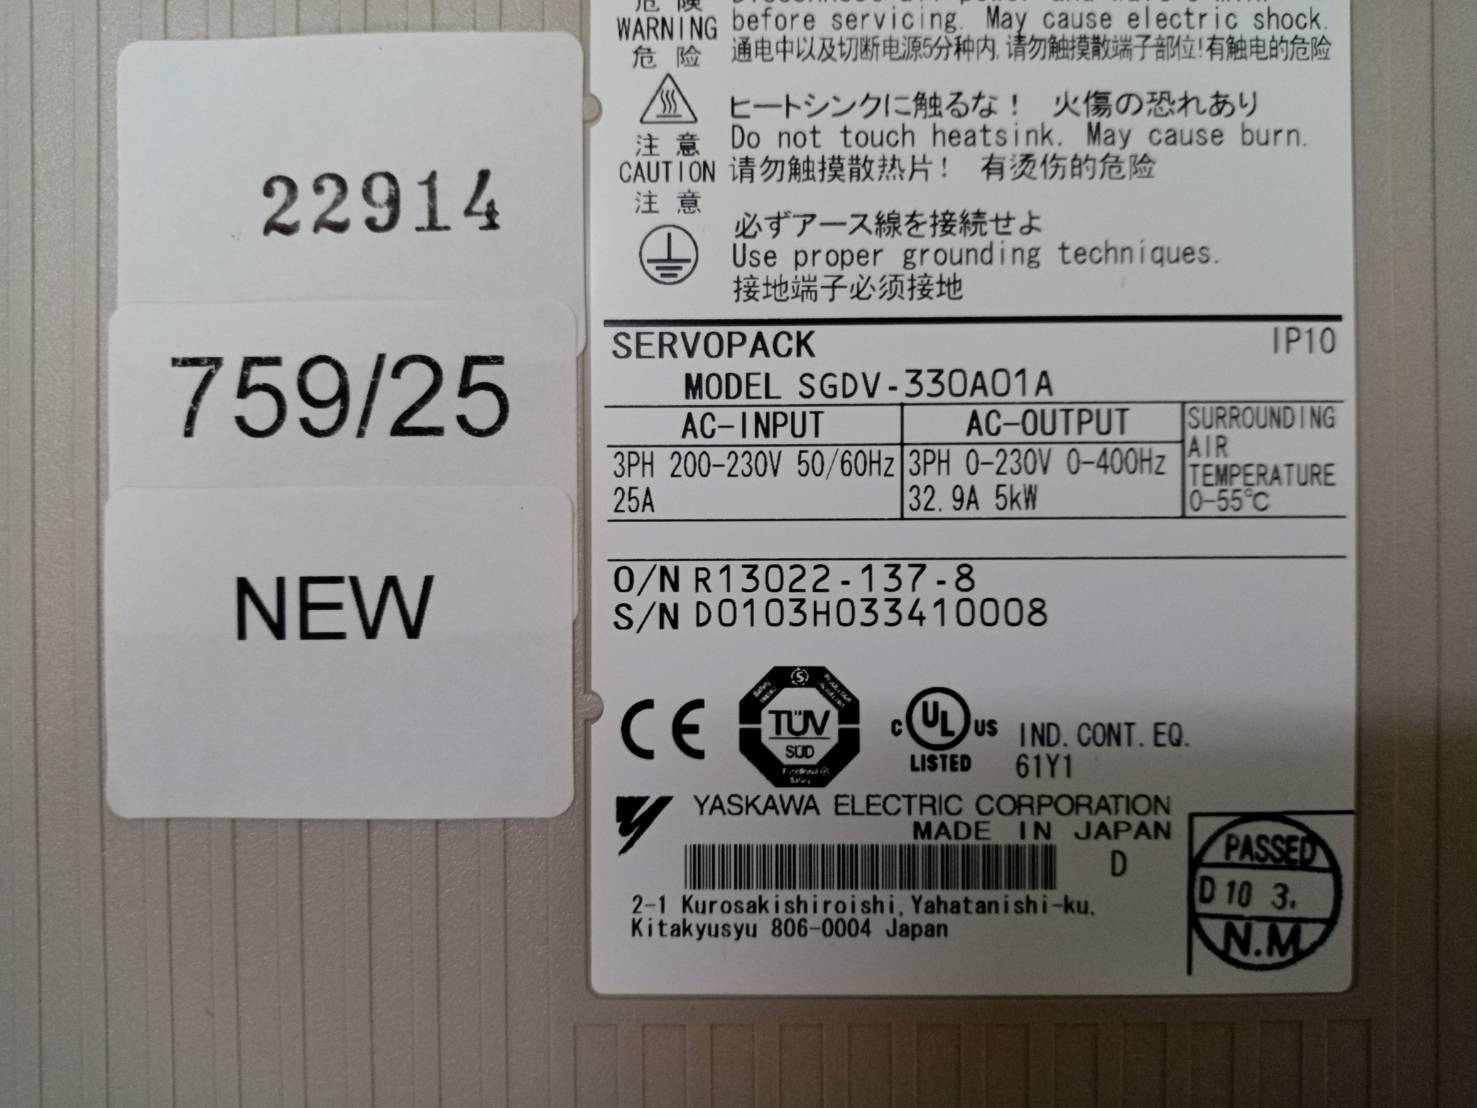 22914
759/25
NEW
危 険
WARNING
危 险
before servicing. May cause electric shock.
通电中以及切断电源5分种内,请勿触摸散端子部位!有触电的危险
注 意
CAUTION
注 意
ヒートシンクに触るな! 火傷の恐れあり
Do not touch heatsink. May cause burn.
请勿触摸散热片! 有烫伤的危险
必ずアース線を接続せよ
Use proper grounding techniques.
接地端子必须接地
SERVOPACK IP10
MODEL SGDV-330A01A
AC-INPUT
3PH 200-230V 50/60Hz
25A
AC-OUTPUT
3PH 0-230V 0-400Hz
32.9A 5kW
SURROUNDING
AIR
TEMPERATURE
0-55℃
O/N R13022-137-8
S/N D0103H033410008
CE
TÜV
SÜD
c UL US
LISTED
IND. CONT. EQ.
61Y1
YASKAWA ELECTRIC CORPORATION
MADE IN JAPAN
D
2-1 Kurosakishiroishi, Yahatanishi-ku,
Kitakyusyu 806-0004 Japan
PASSED
D 10 3.
N.M